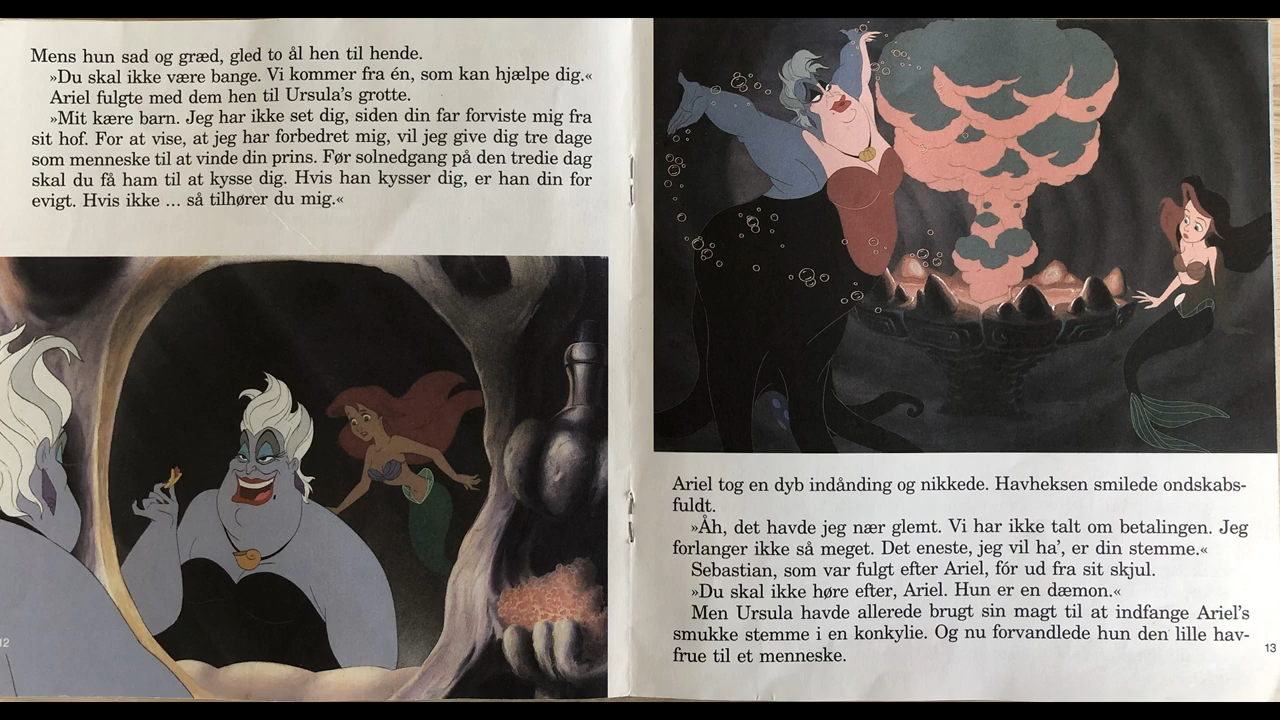 Mens hun sad og græd, gled to ål hen til hende.
»Du skal ikke være bange. Vi kommer fra én, som kan hjælpe dig.«
Ariel fulgte med dem hen til Ursula's grotte.
»Mit kære barn. Jeg har ikke set dig, siden din far forviste mig fra
sit hof. For at vise, at jeg har forbedret mig, vil jeg give dig tre dage
som menneske til at vinde din prins. Før solnedgang på den tredie dag
skal du få ham til at kysse dig. Hvis han kysser dig, er han din for
evigt. Hvis ikke ... så tilhører du mig.«
12
Ariel tog en dyb indånding og nikkede. Havheksen smilede ondskabs-
fuldt.
»Åh, det havde jeg nær glemt. Vi har ikke talt om betalingen. Jeg
forlanger ikke så meget. Det eneste, jeg vil ha', er din stemme.«
Sebastian, som var fulgt efter Ariel, fór ud fra sit skjul.
»Du skal ikke høre efter, Ariel. Hun er en dæmon.«
Men Ursula havde allerede brugt sin magt til at indfange Ariel's
smukke stemme i en konkylie. Og nu forvandlede hun den lille hav-
frue til et menneske.
13